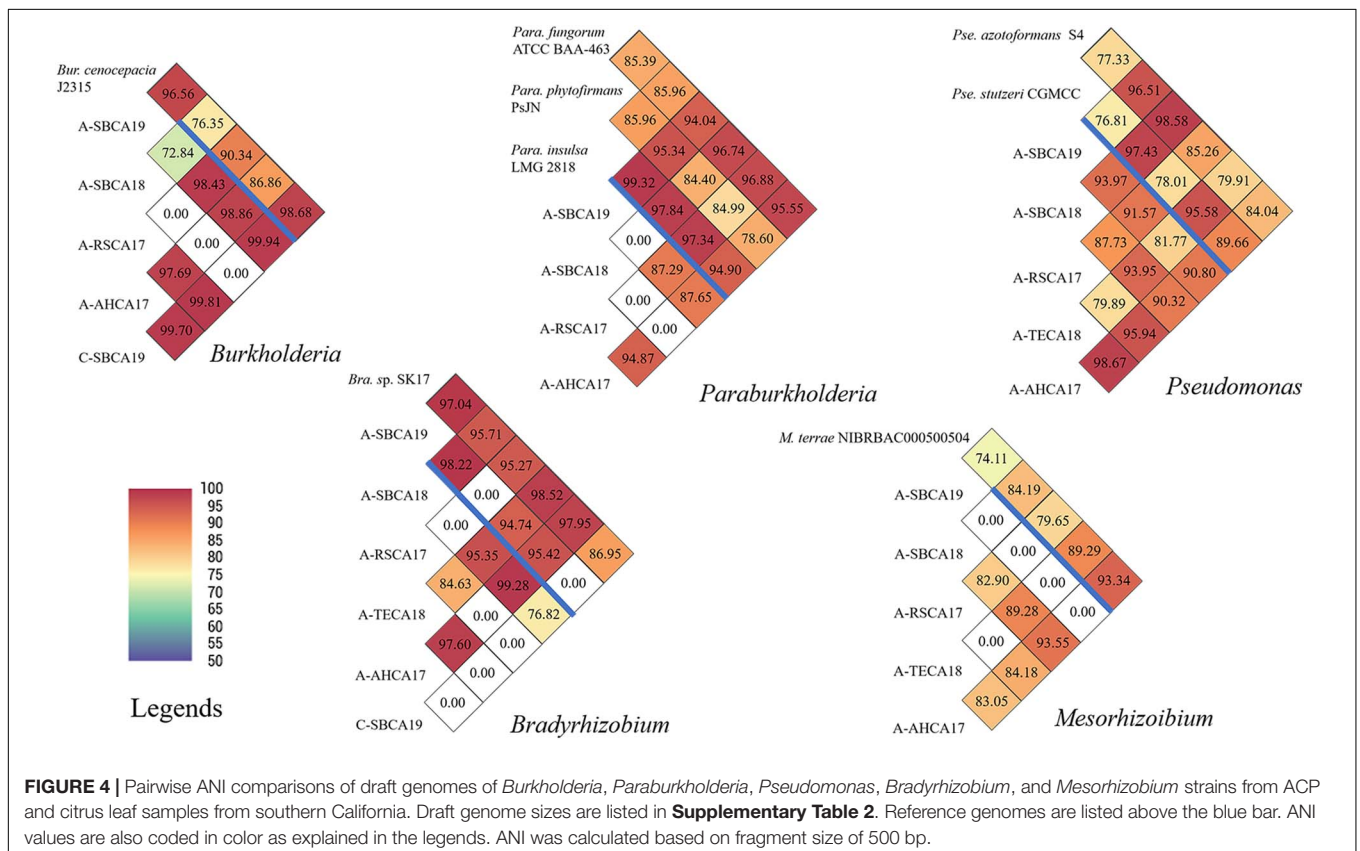 Bur. cenocepacia
J2315
96.56
A-SBCA19
76.35
72.84 90.34
A-SBCA18
98.43 86.86
0.00 98.86 98.68
A-RSCA17
0.00 99.94
97.69 0.00
A-AHCA17
99.81
99.70
C-SBCA19
Burkholderia
Para. fungorum
ATCC BAA-463
85.39
Para. phytofirmans
PsJN
85.96
85.96 94.04
Para. insulsa
LMG 2818
95.34 96.74
99.32 84.40 96.88
A-SBCA19
97.84 84.99 95.55
0.00 97.34 78.60
A-SBCA18
87.29 94.90
0.00 87.65
A-RSCA17
0.00
94.87
A-AHCA17
Paraburkholderia
Pse. azotoformans S4
77.33
Pse. stutzeri CGMCC
96.51
76.81 98.58
A-SBCA19
97.43 85.26
93.97 78.01 79.91
A-SBCA18
91.57 95.58 84.04
87.73 81.77 89.66
A-RSCA17
93.95 90.80
79.89 90.32
A-TECA18
95.94
98.67
A-AHCA17
Pseudomonas
Bra. sp. SK17
97.04
A-SBCA19
95.71
98.22 95.27
A-SBCA18
0.00 98.52
0.00 94.74 97.95
A-RSCA17
95.35 95.42 86.95
84.63 99.28 0.00
A-TECA18
0.00 76.82
97.60 0.00
A-AHCA17
0.00
0.00
C-SBCA19
Bradyrhizobium
M. terrae NIBRBAC000500504
74.11
A-SBCA19
84.19
0.00 79.65
A-SBCA18
0.00 89.29
82.90 0.00 93.34
A-RSCA17
89.28 0.00
0.00 93.55
A-TECA18
84.18
83.05
A-AHCA17
Mesorhizoibium
100
95
90
85
80
75
70
65
60
55
50
Legends
FIGURE 4 | Pairwise ANI comparisons of draft genomes of Burkholderia, Paraburkholderia, Pseudomonas, Bradyrhizobium, and Mesorhizobium strains from ACP
and citrus leaf samples from southern California. Draft genome sizes are listed in Supplementary Table 2. Reference genomes are listed above the blue bar. ANI
values are also coded in color as explained in the legends. ANI was calculated based on fragment size of 500 bp.